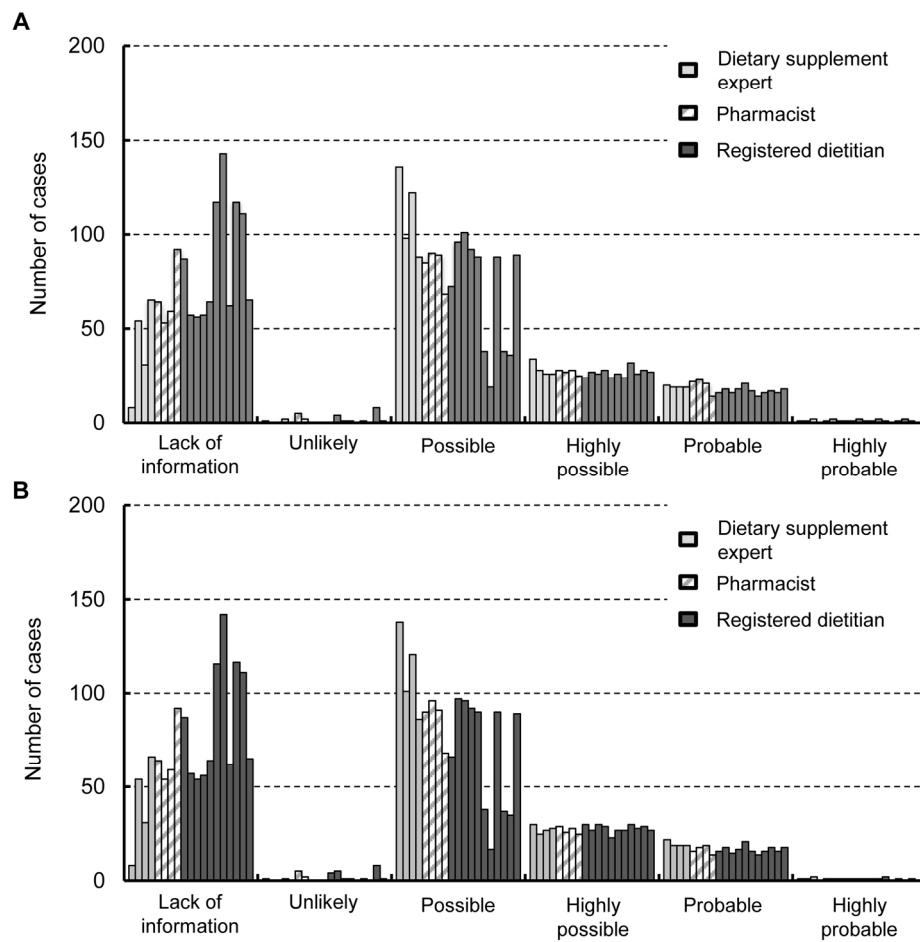 A
200
150
100
50
0
Number of cases
Dietary supplement
expert
Pharmacist
Registered dietitian
Lack of
information
Unlikely
Possible
Highly
possible
Probable
Highly
probable
B
200
150
100
50
0
Number of cases
Dietary supplement
expert
Pharmacist
Registered dietitian
Lack of
information
Unlikely
Possible
Highly
possible
Probable
Highly
probable